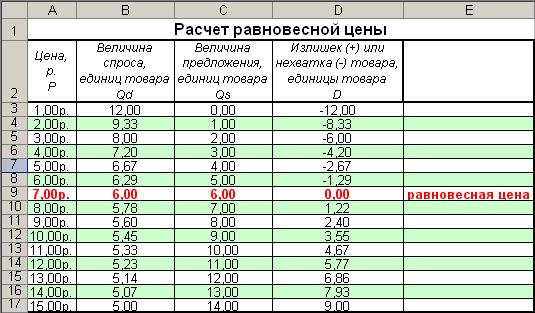 A B C D E
1 Расчет равновесной цены
Цена, Величина Величина Излишек (+) или
р. спроса, предложения, нехватка (-) товара,
P единиц товара единиц товара единицы товара
2 Qd Qs D
3 1,00р. 12,00 0,00 -12,00
4 2,00р. 9,33 1,00 -8,33
5 3,00р. 8,00 2,00 -6,00
6 4,00р. 7,20 3,00 -4,20
7 5,00р. 6,67 4,00 -2,67
8 6,00р. 6,29 5,00 -1,29
9 7,00р. 6,00 6,00 0,00 равновесная цена
10 8,00р. 5,78 7,00 1,22
11 9,00р. 5,60 8,00 2,40
12 10,00р. 5,45 9,00 3,55
13 11,00р. 5,33 10,00 4,67
14 12,00р. 5,23 11,00 5,77
15 13,00р. 5,14 12,00 6,86
16 14,00р. 5,07 13,00 7,93
17 15,00р. 5,00 14,00 9,00